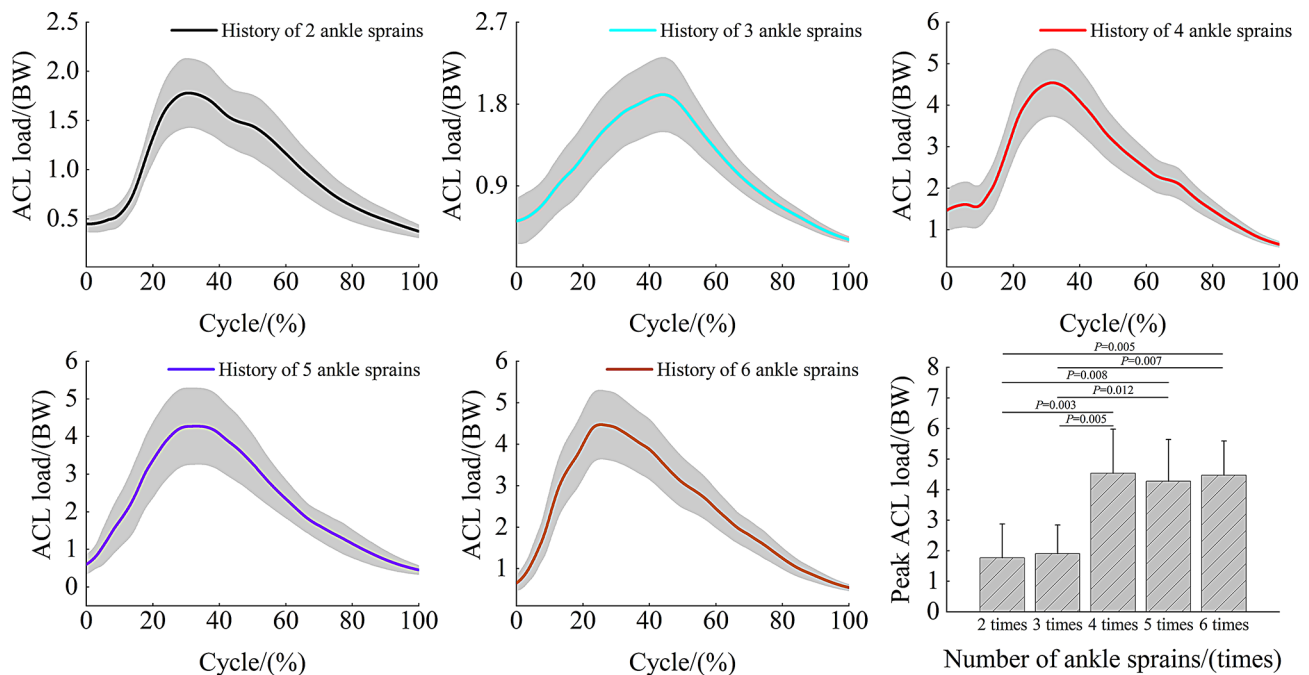 History of 2 ankle sprains
ACL load/(BW)
2.5
2.0
1.5
1.0
0.5
0 20 40 60 80 100
Cycle/(%)
History of 3 ankle sprains
ACL load/(BW)
2.7
1.8
0.9
0 20 40 60 80 100
Cycle/(%)
History of 4 ankle sprains
ACL load/(BW)
6
5
4
3
2
1
0 20 40 60 80 100
Cycle/(%)
History of 5 ankle sprains
ACL load/(BW)
6
5
4
3
2
1
0
0 20 40 60 80 100
Cycle/(%)
History of 6 ankle sprains
ACL load/(BW)
6
5
4
3
2
1
0 20 40 60 80 100
Cycle/(%)
P=0.005
P=0.007
P=0.008
P=0.012
P=0.003
P=0.005
Peak ACL load/(BW)
8
7
6
5
4
3
2
1
0
2 times 3 times 4 times 5 times 6 times
Number of ankle sprains/(times)